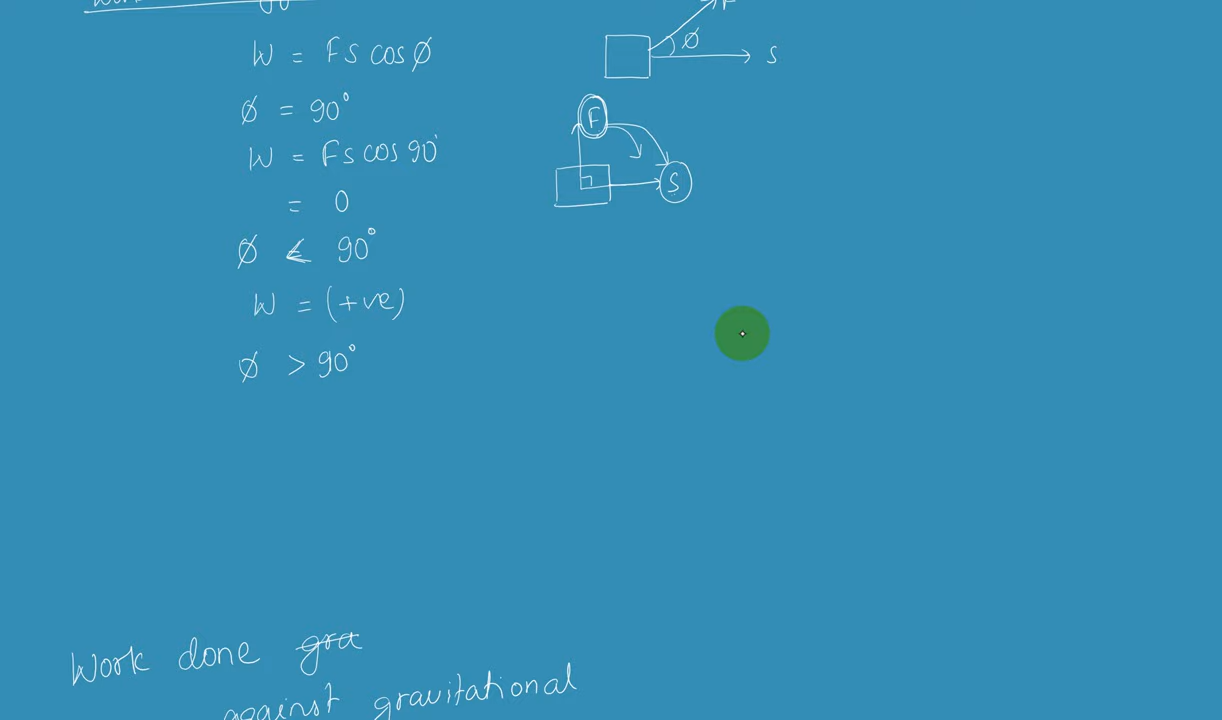 W = Fs cos Ø
Ø
S
Ø = 90°
F
W = Fs cos 90°
S
= 0
Ø < 90°
W = (+ve)
Ø > 90°
Work done gra
against gravitational